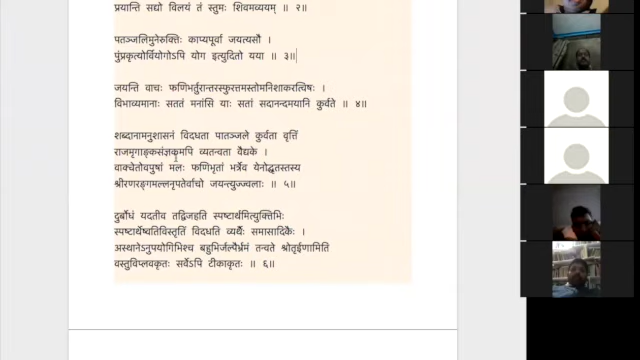 प्रयान्ति सद्यो विलयं तं स्तुमः शिवमव्ययम् ॥ २॥
पतञ्जलिमुनेरुक्तिः काप्यपूर्वा जयत्यसौ ।
पुंप्रकृत्योर्वियोगोऽपि योग इत्युदितो यया ॥ ३॥
जयन्ति वाचः फणिभर्तुरान्तरस्फुरत्तमस्तोमनिशाकरत्विषः ।
विभाव्यमानाः सततं मनांसि याः सतां सदानन्दमयानि कुर्वते ॥ ४॥
शब्दानामनुशासनं विदधता पातञ्जले कुर्वता वृत्तिं
राजमृगाङ्कसंज्ञकमपि व्यतन्वता वैद्यके ।
वाक्चेतोवपुषां मलः फणिभृतां भर्त्रेव येनोद्धृतस्तस्य
श्रीरणरङ्गमल्लनृपतेर्वाचो जयन्त्युज्ज्वलाः ॥ ५॥
दुर्बोधं यदतीव तद्विजहति स्पष्टार्थमित्युक्तिभिः
स्पष्टार्थेष्वतिविस्तृतिं विदधति व्यर्थैः समासादिकैः ।
अस्थानेऽनुपयोगिभिश्च बहुभिर्जल्पैर्भ्रमं तन्वते श्रोतॄणामिति
वस्तुविप्लवकृतः सर्वेऽपि टीकाकृतः ॥ ६॥